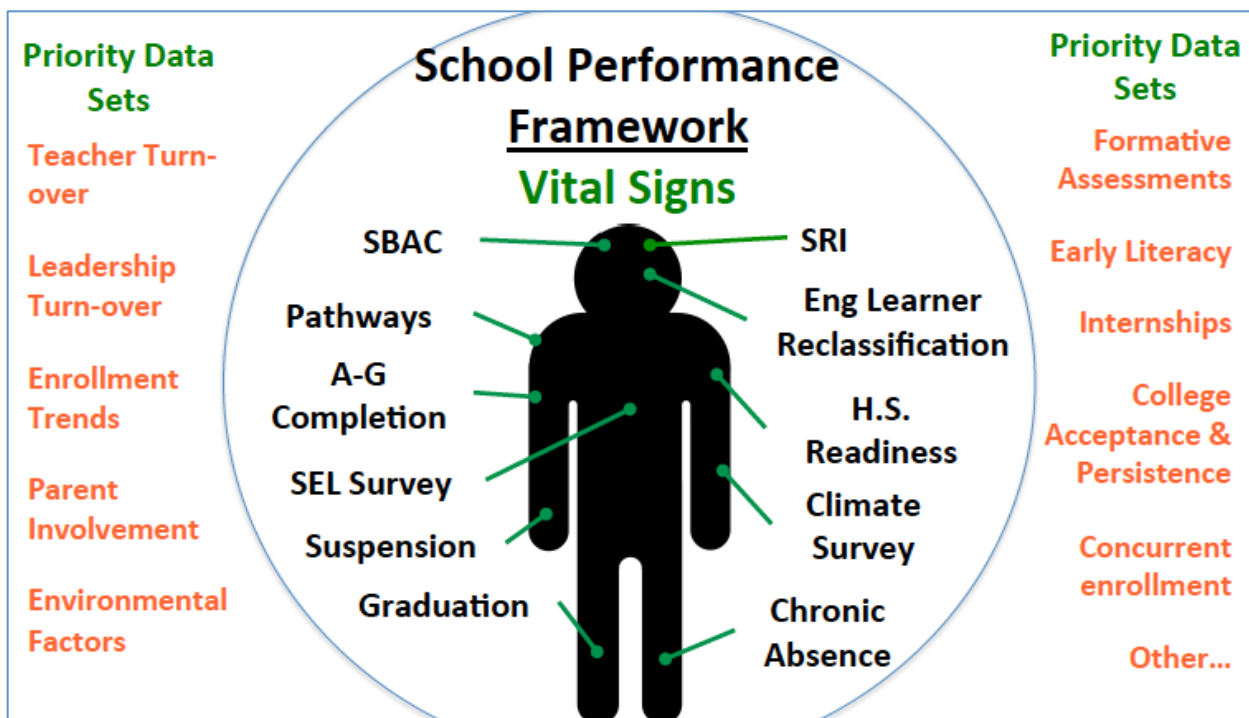 Priority Data
Sets
Teacher Turn-
over
Leadership
Turn-over
Enrollment
Trends
Parent
Involvement
Environmental
Factors
School Performance
Framework
Vital Signs
SBAC
Pathways
A-G
Completion
SEL Survey
Suspension
Graduation
SRI
Eng Learner
Reclassification
H.S.
Readiness
Climate
Survey
Chronic
Absence
Priority Data
Sets
Formative
Assessments
Early Literacy
Internships
College
Acceptance &
Persistence
Concurrent
enrollment
Other...